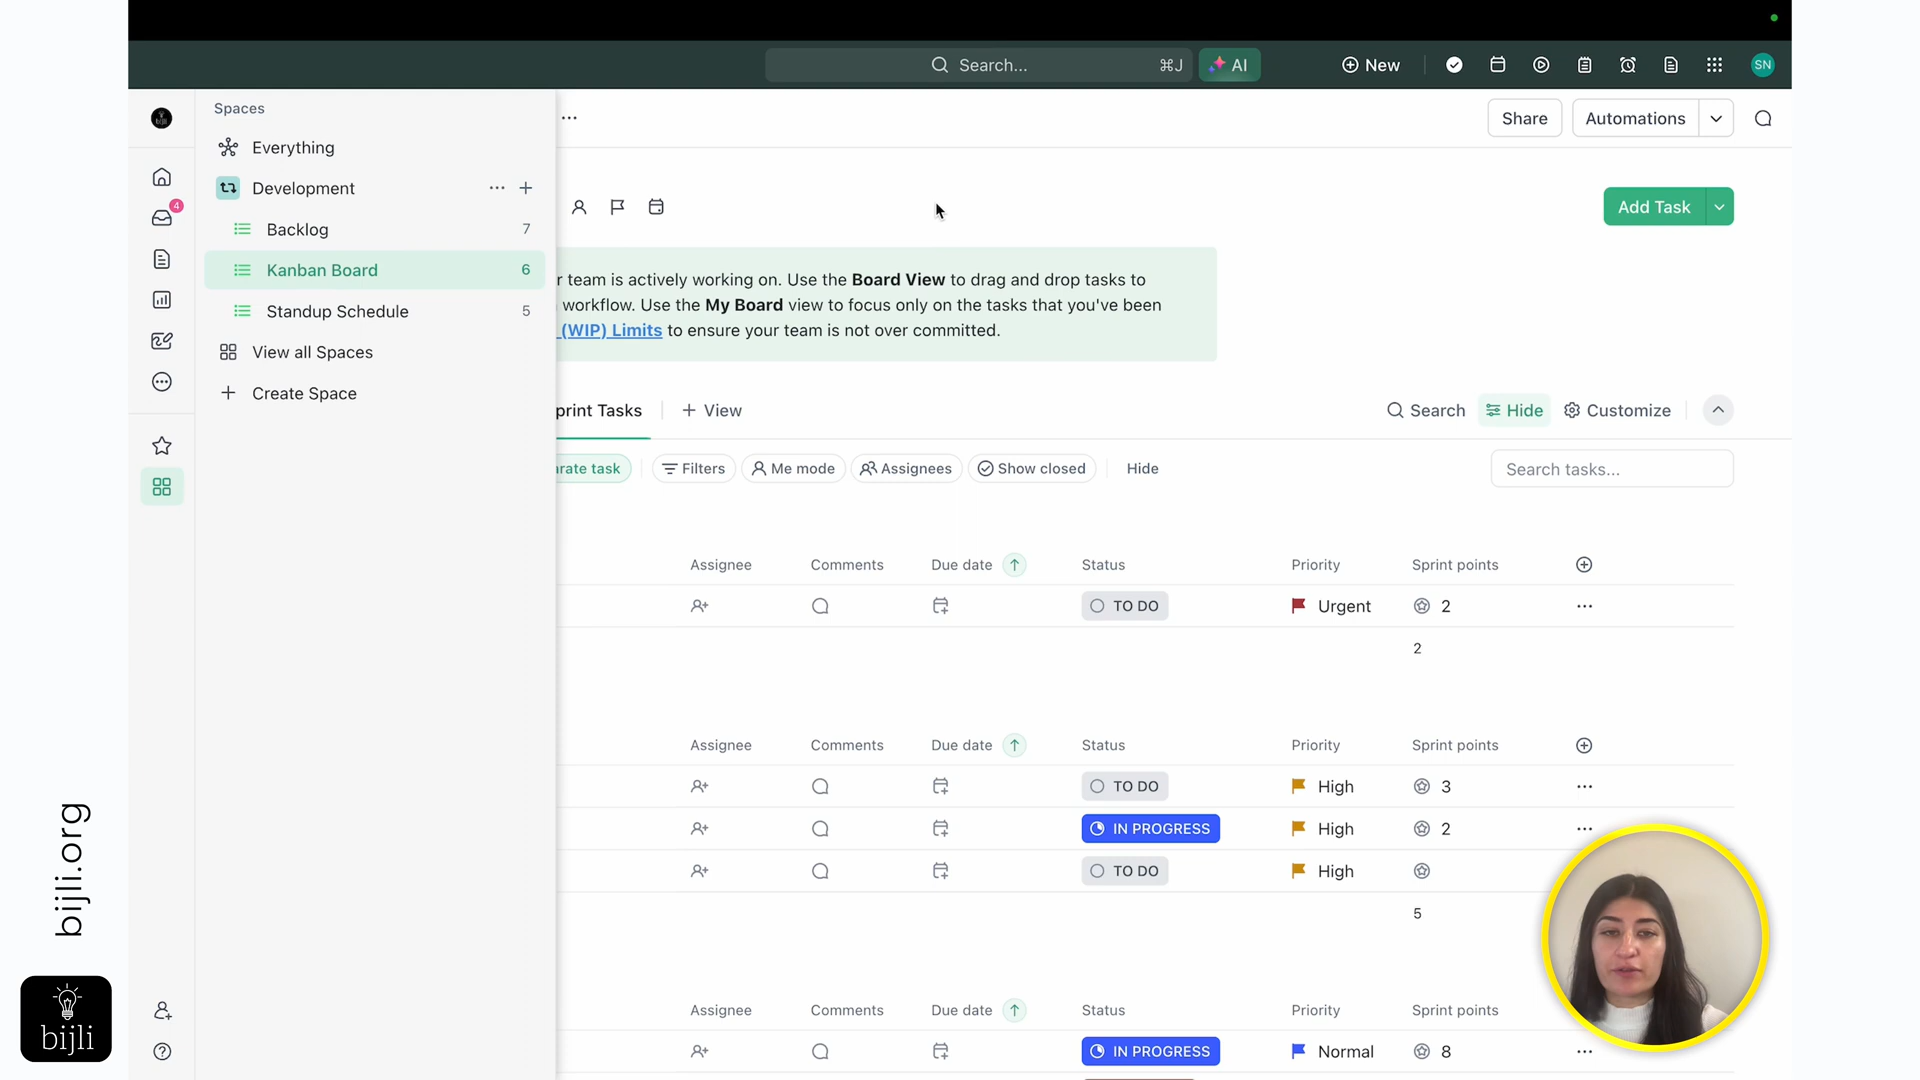 Search...
⌘J
AI
New
SN
Spaces
Everything
Development
Backlog 7
Kanban Board 6
Standup Schedule 5
View all Spaces
Create Space
4
Share
Automations
Add Task
r team is actively working on. Use the Board View to drag and drop tasks to
workflow. Use the My Board view to focus only on the tasks that you've been
(WIP) Limits to ensure your team is not over committed.
print Tasks
View
Search
Hide
Customize
arate task
Filters
Me mode
Assignees
Show closed
Hide
Search tasks...
Assignee Comments Due date Status Priority Sprint points
TO DO Urgent 2
2
Assignee Comments Due date Status Priority Sprint points
TO DO High 3
IN PROGRESS High 2
TO DO High
5
Assignee Comments Due date Status Priority Sprint points
IN PROGRESS Normal 8
bijli.org
bijli